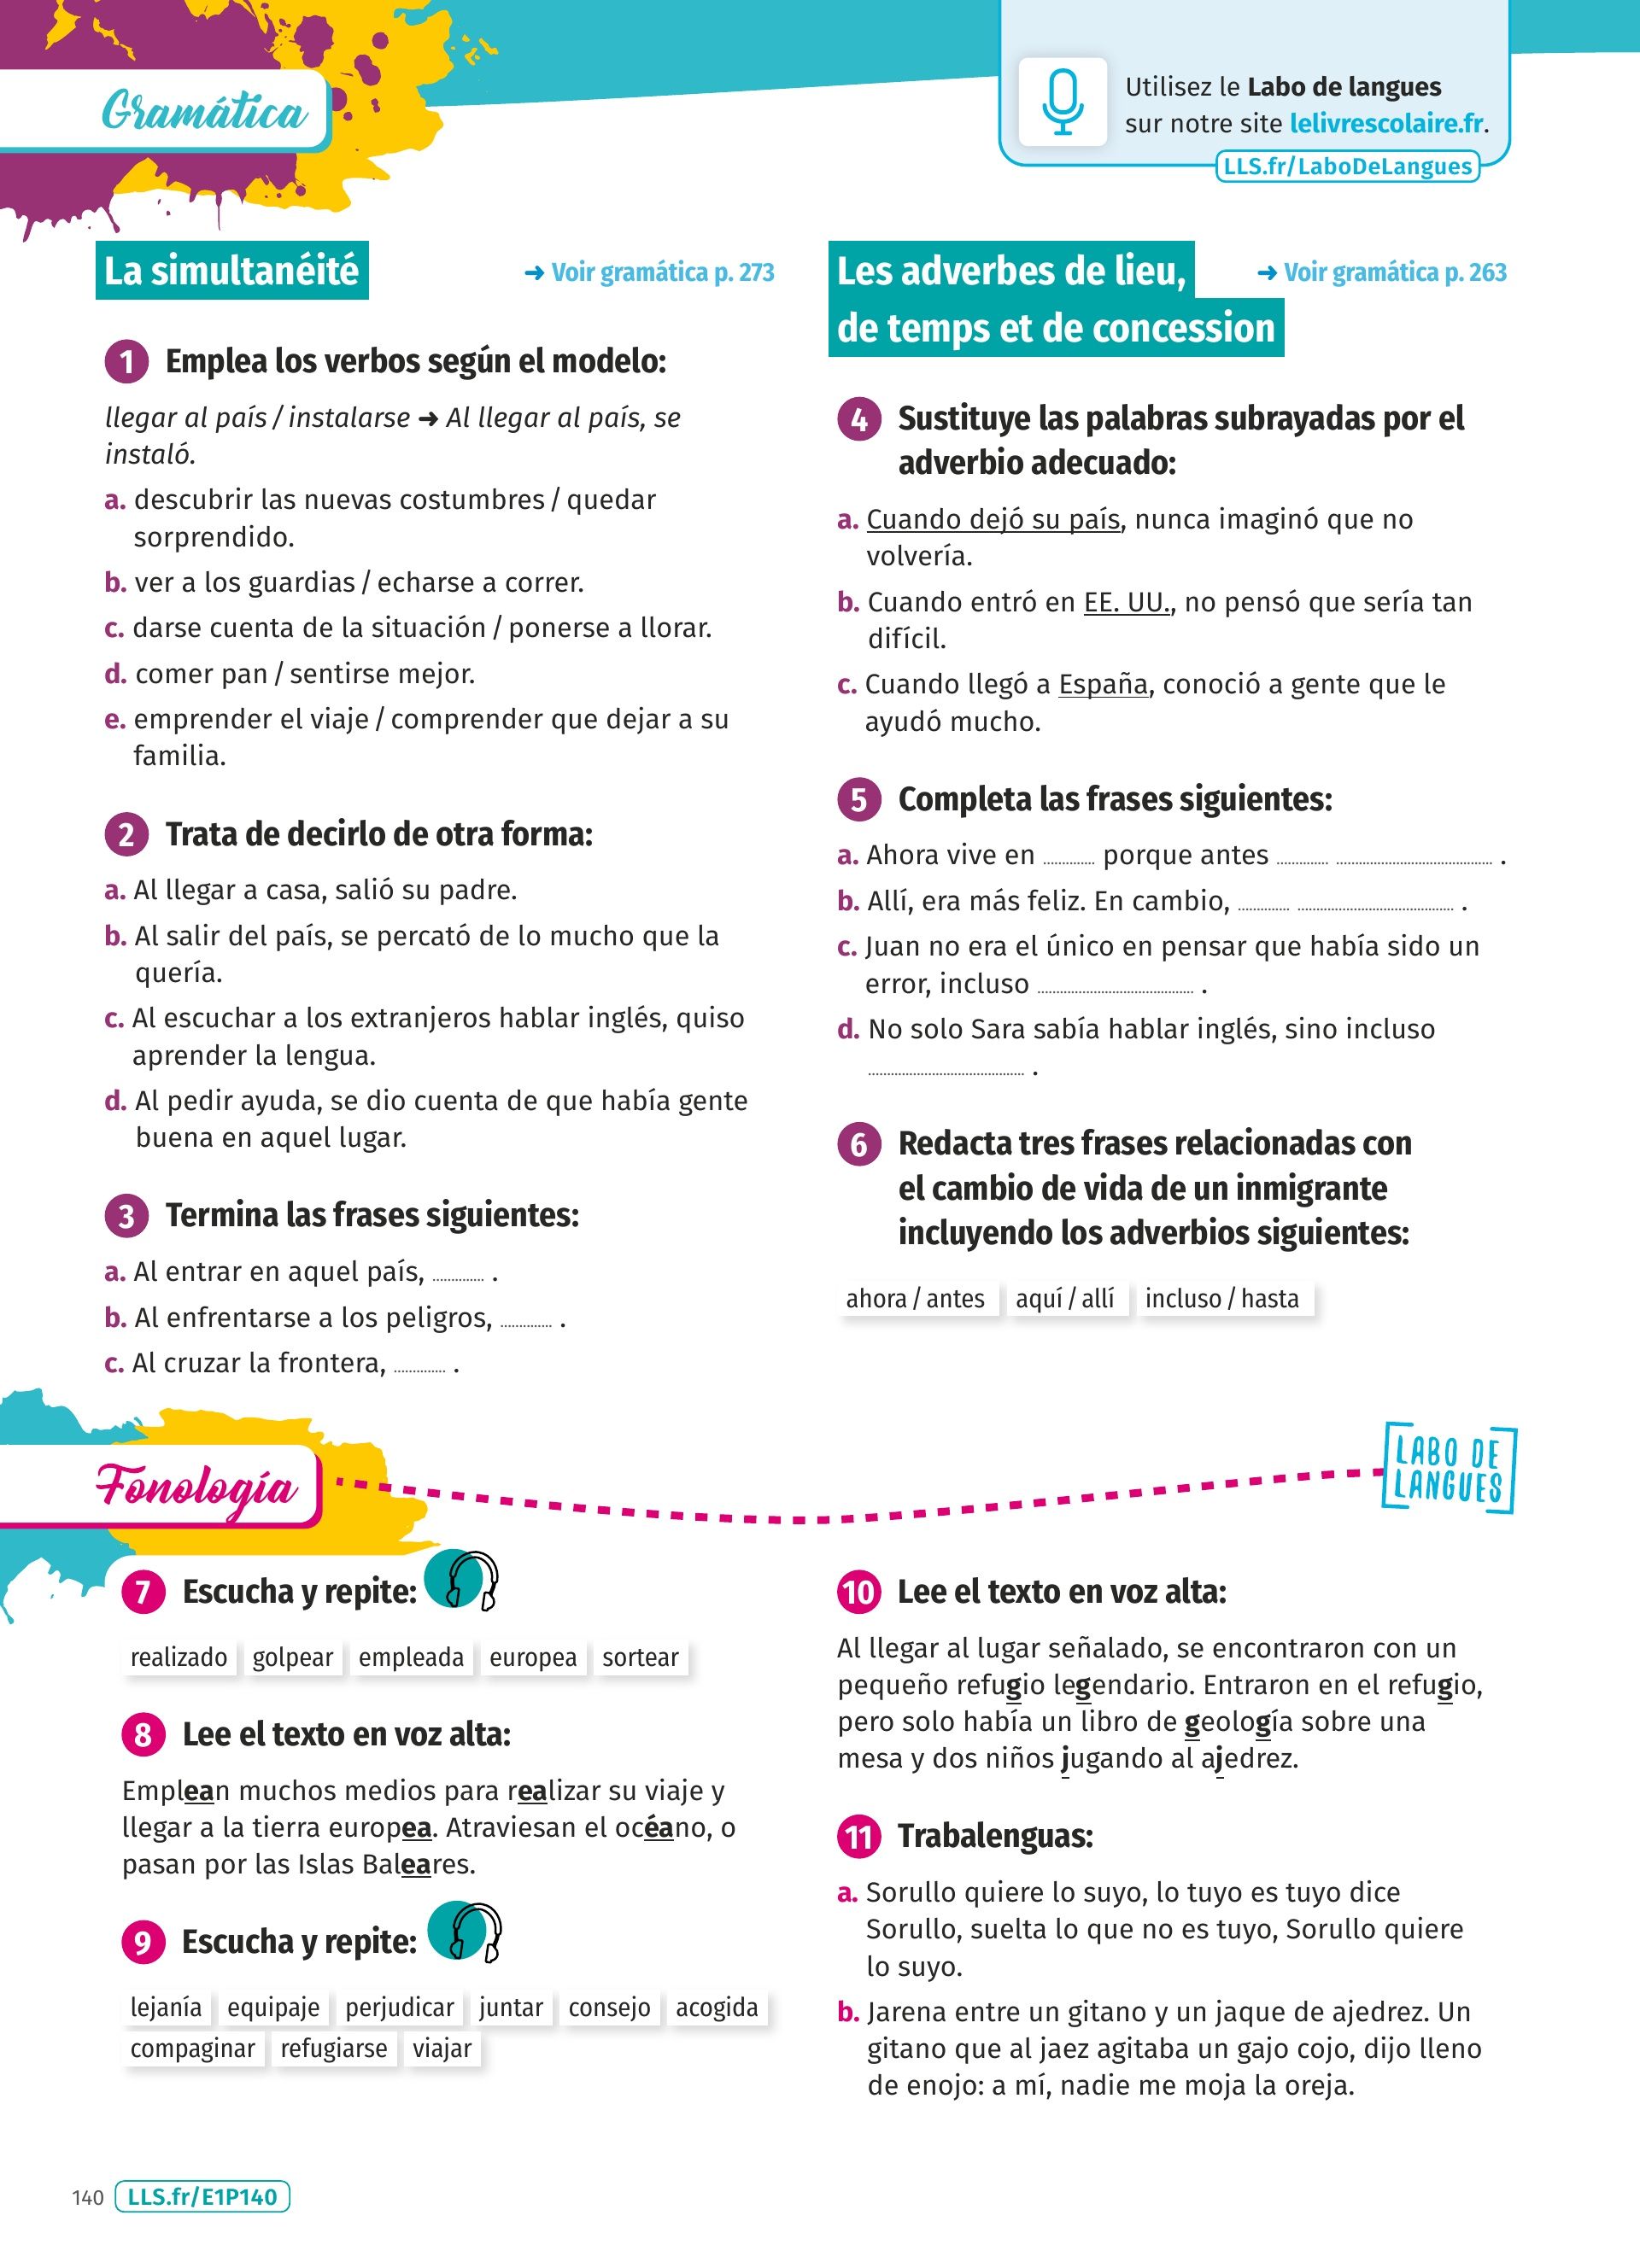 Gramática
Utilisez le Labo de langues
sur notre site lelivrescolaire.fr.
LLS.fr/LaboDeLangues
La simultanéité
➜ Voir gramática p. 273
1 Emplea los verbos según el modelo:
llegar al país / instalarse ➜ Al llegar al país, se
instaló.
a. descubrir las nuevas costumbres / quedar
sorprendido.
b. ver a los guardias / echarse a correr.
c. darse cuenta de la situación / ponerse a llorar.
d. comer pan / sentirse mejor.
e. emprender el viaje / comprender que dejar a su
familia.
2 Trata de decirlo de otra forma:
a. Al llegar a casa, salió su padre.
b. Al salir del país, se percató de lo mucho que la
quería.
c. Al escuchar a los extranjeros hablar inglés, quiso
aprender la lengua.
d. Al pedir ayuda, se dio cuenta de que había gente
buena en aquel lugar.
3 Termina las frases siguientes:
a. Al entrar en aquel país, ............. .
b. Al enfrentarse a los peligros, ............. .
c. Al cruzar la frontera, ............. .
Les adverbes de lieu,
de temps et de concession
➜ Voir gramática p. 263
4 Sustituye las palabras subrayadas por el
adverbio adecuado:
a. Cuando dejó su país, nunca imaginó que no
volvería.
b. Cuando entró en EE. UU., no pensó que sería tan
difícil.
c. Cuando llegó a España, conoció a gente que le
ayudó mucho.
5 Completa las frases siguientes:
a. Ahora vive en ............. porque antes ............. ....................................... .
b. Allí, era más feliz. En cambio, ............. ....................................... .
c. Juan no era el único en pensar que había sido un
error, incluso ....................................... .
d. No solo Sara sabía hablar inglés, sino incluso
....................................... .
6 Redacta tres frases relacionadas con
el cambio de vida de un inmigrante
incluyendo los adverbios siguientes:
ahora / antes aquí / allí incluso / hasta
Fonología
LABO DE
LANGUES
7 Escucha y repite:
realizado golpear empleada europea sortear
8 Lee el texto en voz alta:
Emplean muchos medios para realizar su viaje y
llegar a la tierra europea. Atraviesan el océano, o
pasan por las Islas Baleares.
9 Escucha y repite:
lejanía equipaje perjudicar juntar consejo acogida
compaginar refugiarse viajar
10 Lee el texto en voz alta:
Al llegar al lugar señalado, se encontraron con un
pequeño refugio legendario. Entraron en el refugio,
pero solo había un libro de geología sobre una
mesa y dos niños jugando al ajedrez.
11 Trabalenguas:
a. Sorullo quiere lo suyo, lo tuyo es tuyo dice
Sorullo, suelta lo que no es tuyo, Sorullo quiere
lo suyo.
b. Jarena entre un gitano y un jaque de ajedrez. Un
gitano que al jaez agitaba un gajo cojo, dijo lleno
de enojo: a mí, nadie me moja la oreja.
140 LLS.fr/E1P140